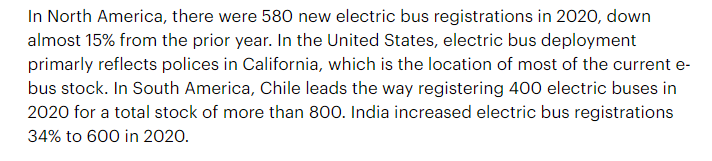 In North America, there were 580 new electric bus registrations in 2020, down
almost 15% from the prior year. In the United States, electric bus deployment
primarly reflects polices in California, which is the location of most of the current e-
bus stock. In South America, Chile leads the way registering 400 electric buses in
2020 for a total stock of more than 800. India increased electric bus registrations
34% to 600 in 2020.